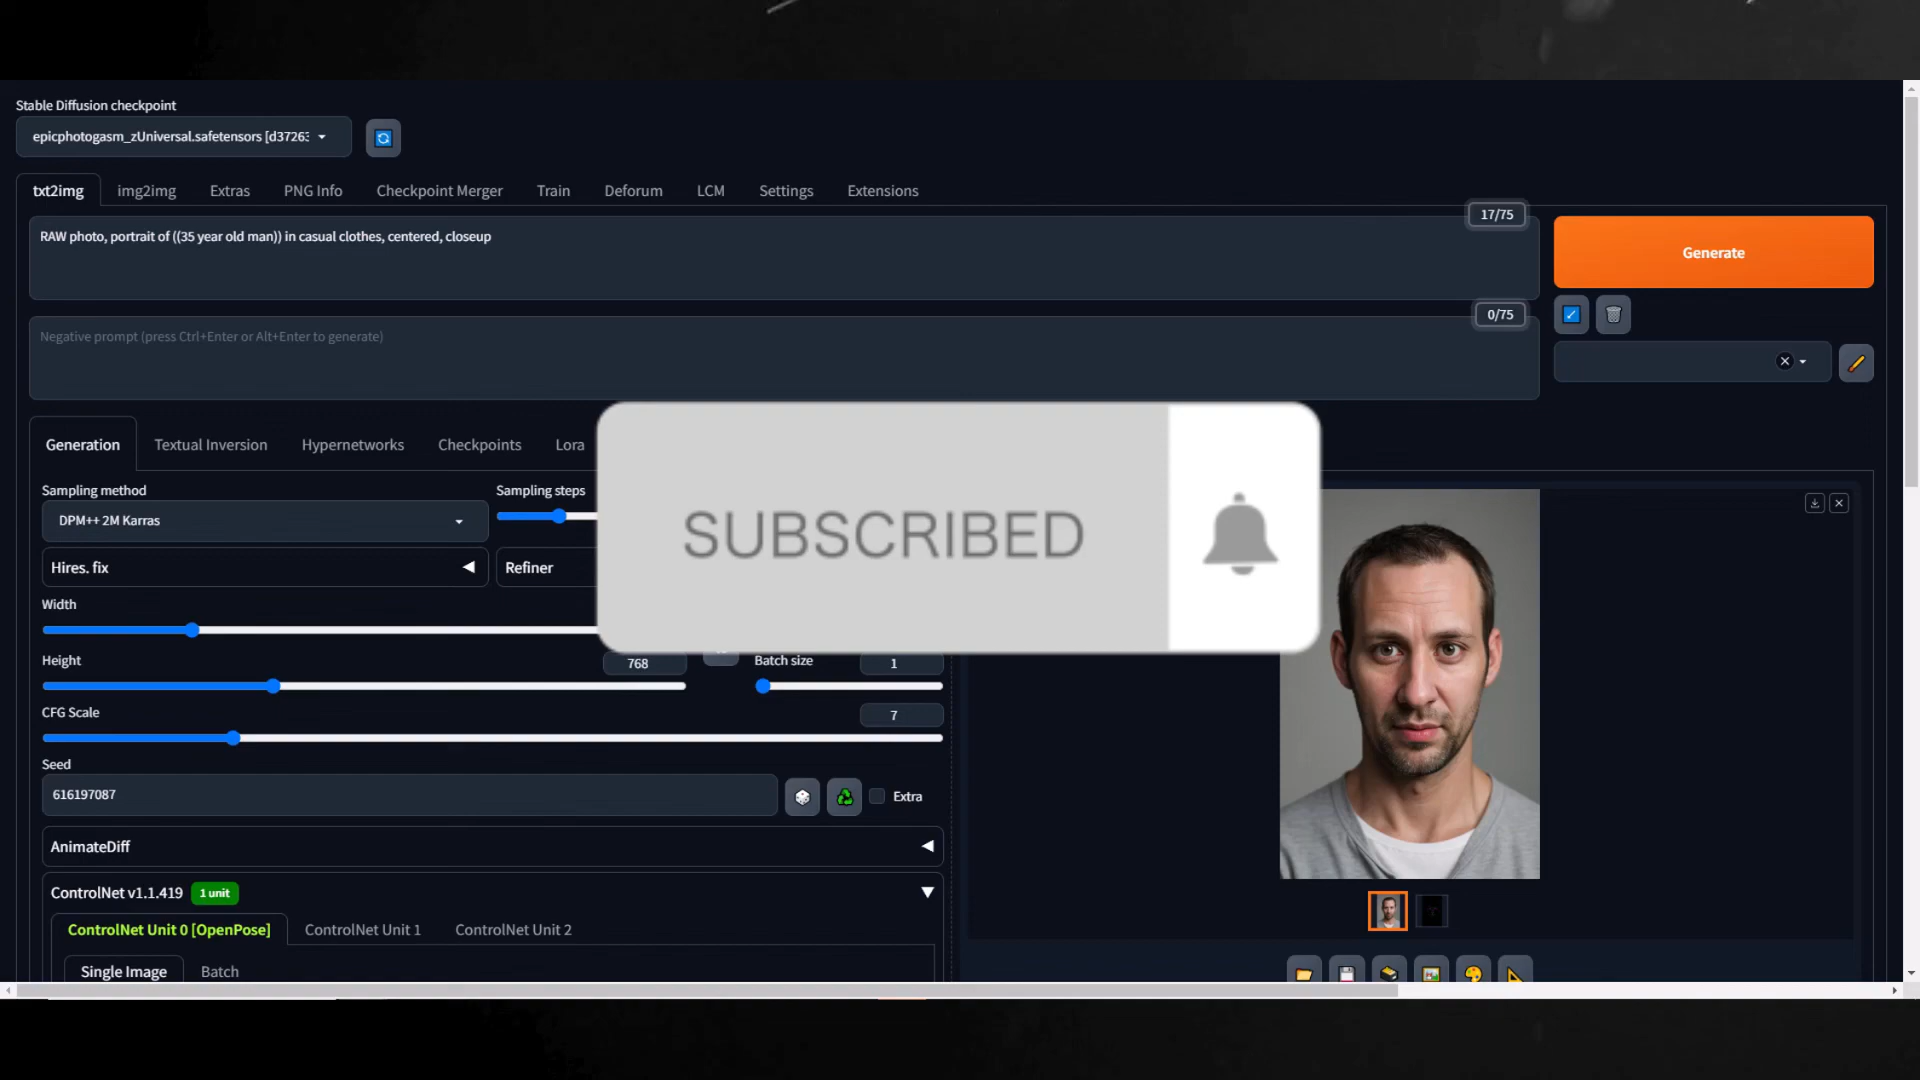 Stable Diffusion checkpoint
epicphotogasm_zUniversal.safetensors [d3726
txt2img img2img Extras PNG Info Checkpoint Merger Train Deforum LCM Settings Extensions
17/75
RAW photo, portrait of ((35 year old man)) in casual clothes, centered, closeup
Generate
0/75
Negative prompt (press Ctrl+Enter or Alt+Enter to generate)
Generation Textual Inversion Hypernetworks Checkpoints Lora
Sampling method Sampling steps
DPM++ 2M Karras
SUBSCRIBED
Hires. fix Refiner
Width
Height 768 Batch size 1
CFG Scale 7
Seed
616197087 Extra
AnimateDiff
ControlNet v1.1.419 1 unit
ControlNet Unit 0 [OpenPose] ControlNet Unit 1 ControlNet Unit 2
Single Image Batch